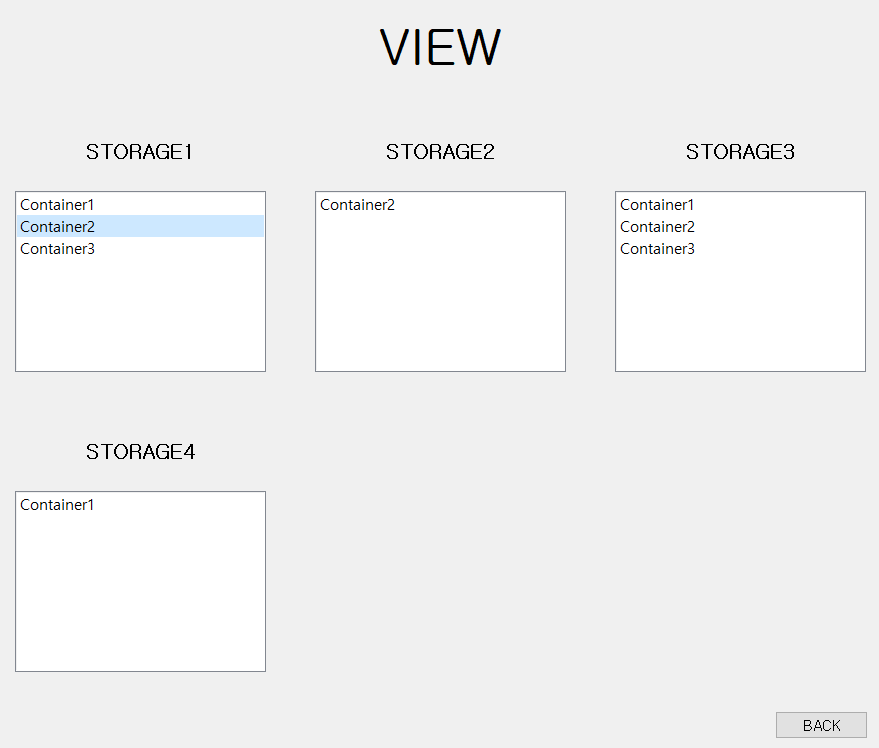 VIEW
STORAGE1
Container1
Container2
Container3
STORAGE2
Container2
STORAGE3
Container1
Container2
Container3
STORAGE4
Container1
BACK